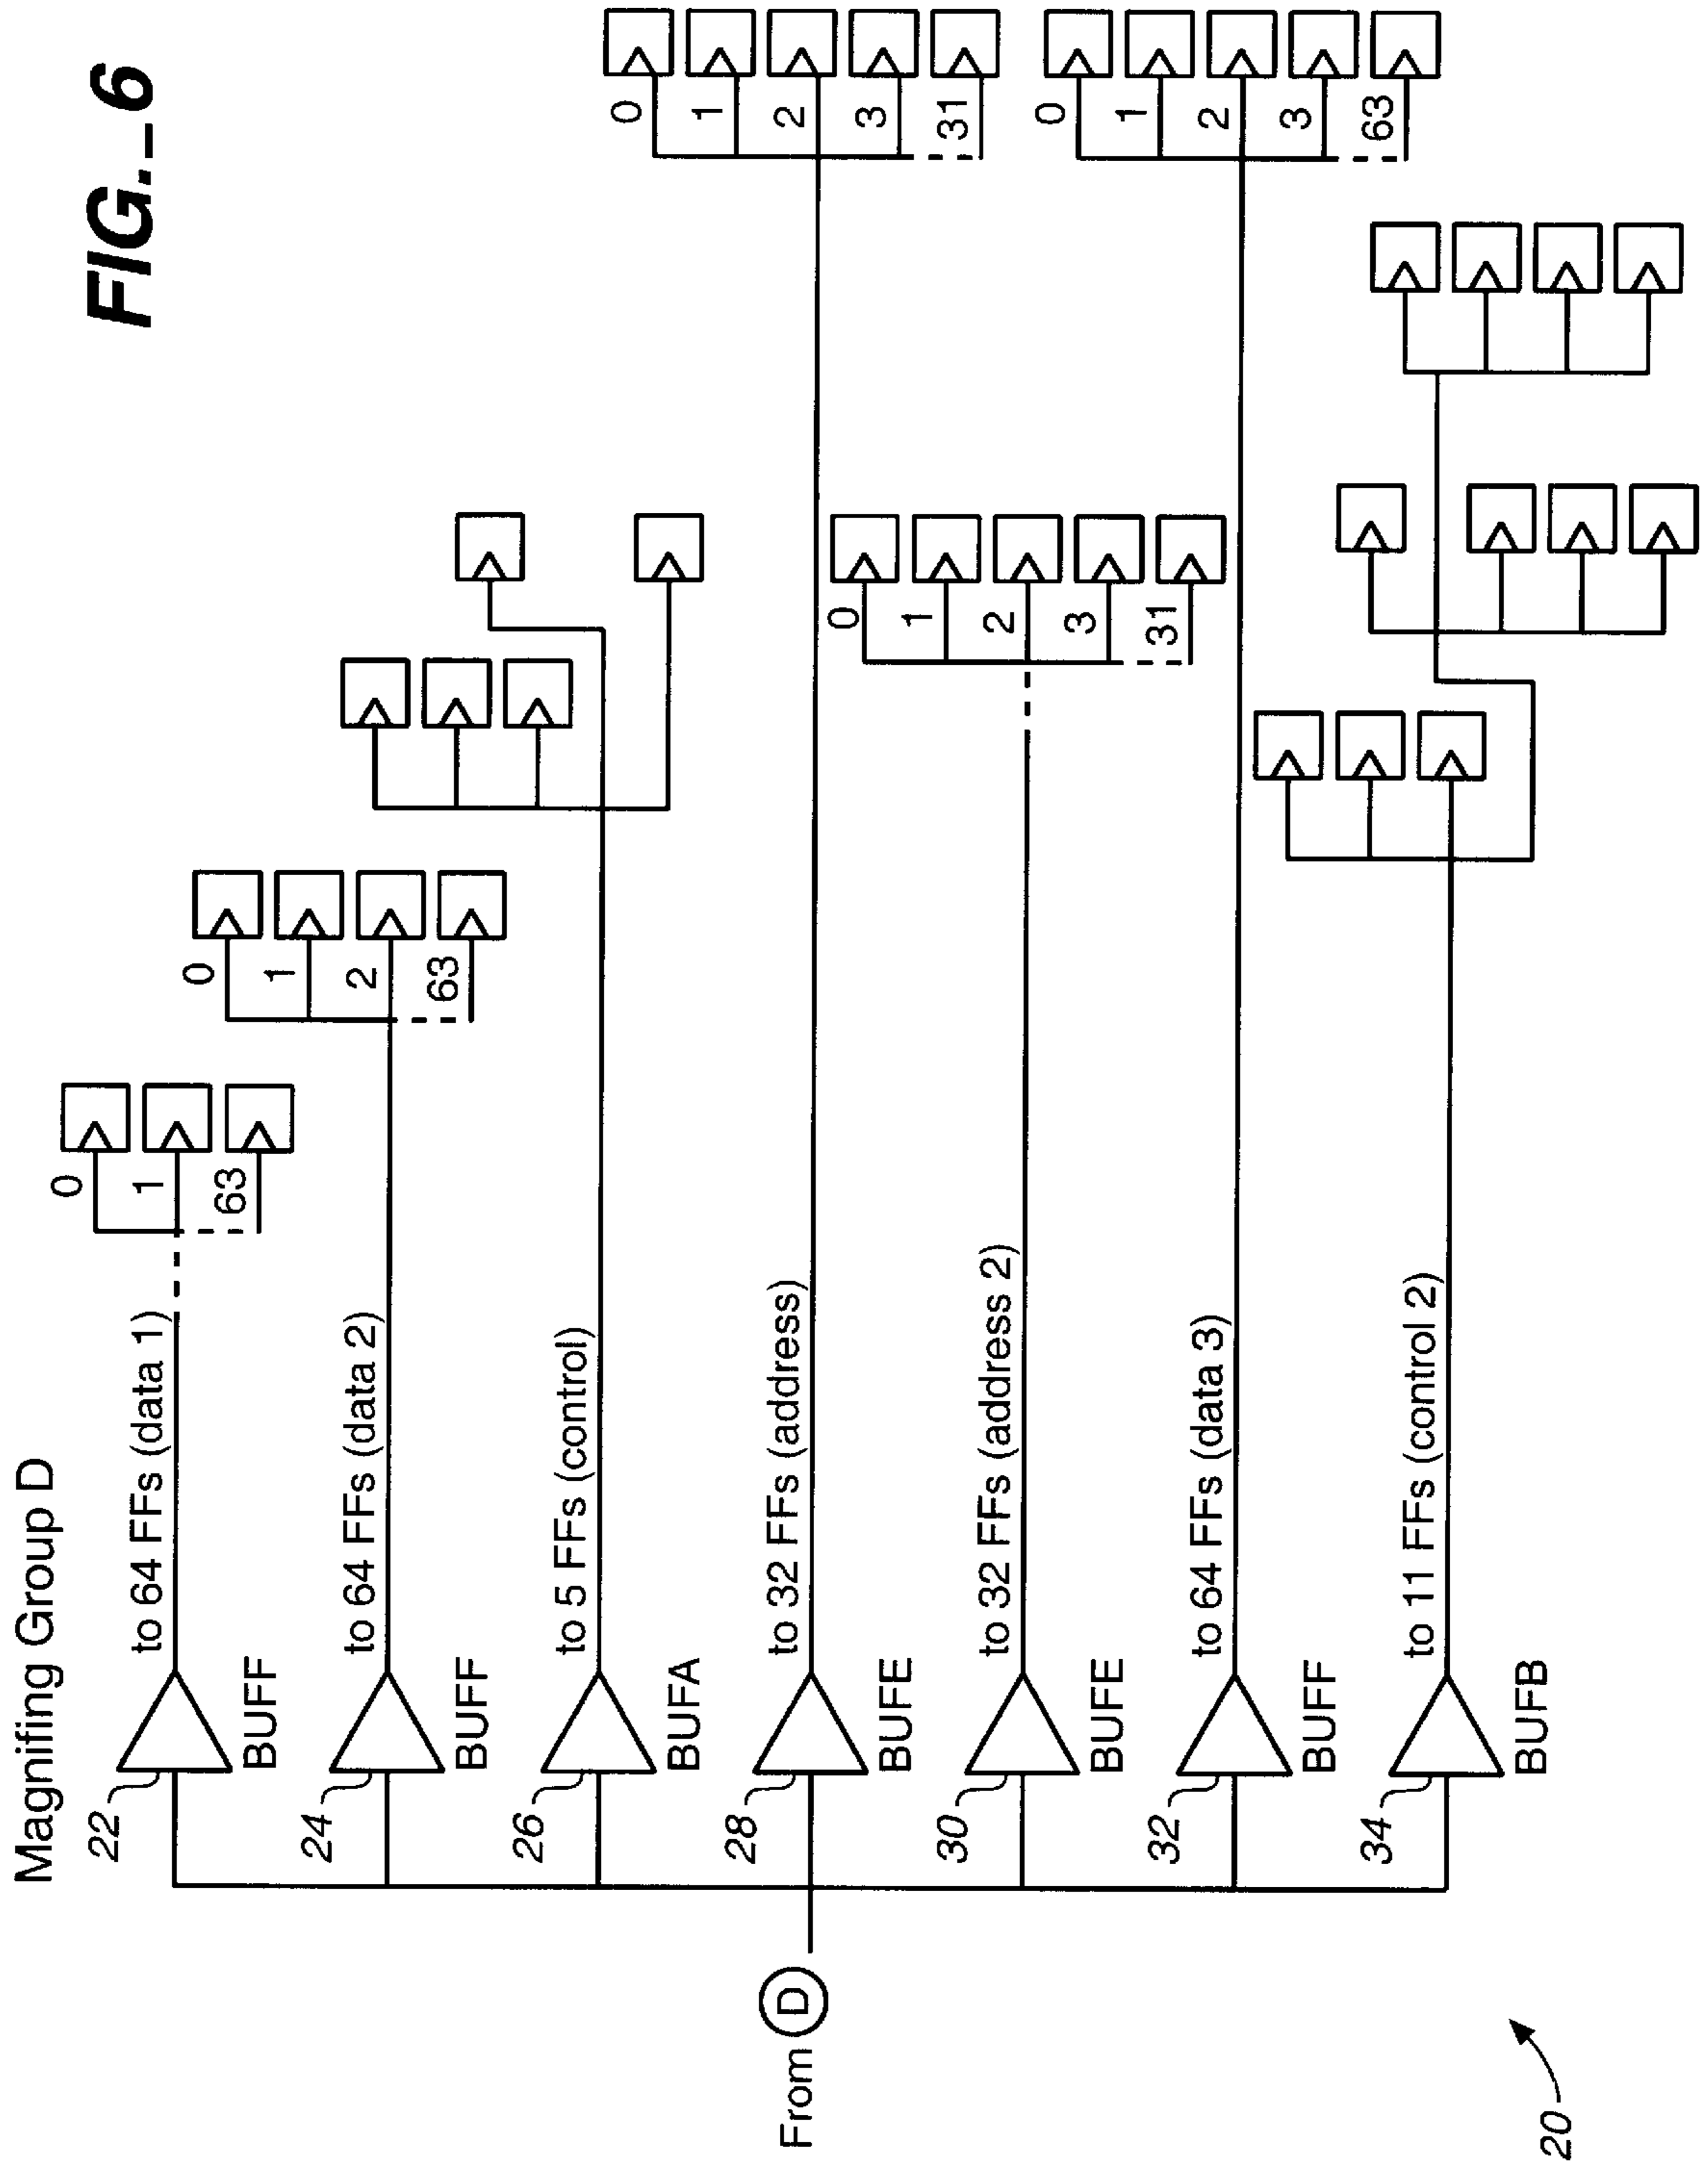 FIG._6
Magnifing Group D
22
BUFF
to 64 FFs (data 1)
0
1
63
24
BUFF
to 64 FFs (data 2)
0
1
2
63
26
BUFA
to 5 FFs (control)
28
BUFE
to 32 FFs (address)
0
1
2
3
31
From D
30
BUFE
to 32 FFs (address 2)
0
1
2
3
31
32
BUFF
to 64 FFs (data 3)
0
1
2
3
63
34
BUFB
to 11 FFs (control 2)
20